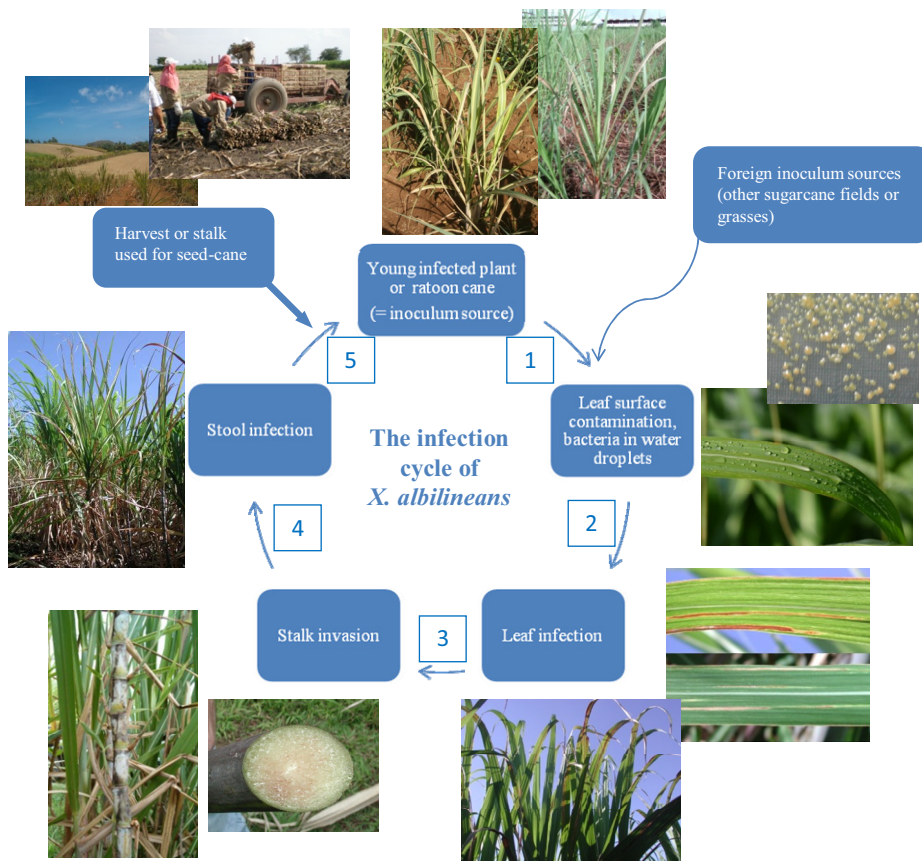 Foreign inoculum sources
(other sugarcane fields or
grasses)
Harvest or stalk
used for seed-cane
Young infected plant
or ratoon cane
(= inoculum source)
5
1
Stool infection
Leaf surface
contamination,
bacteria in water
droplets
The infection
cycle of
X. albilineans
4
2
Stalk invasion
3
Leaf infection